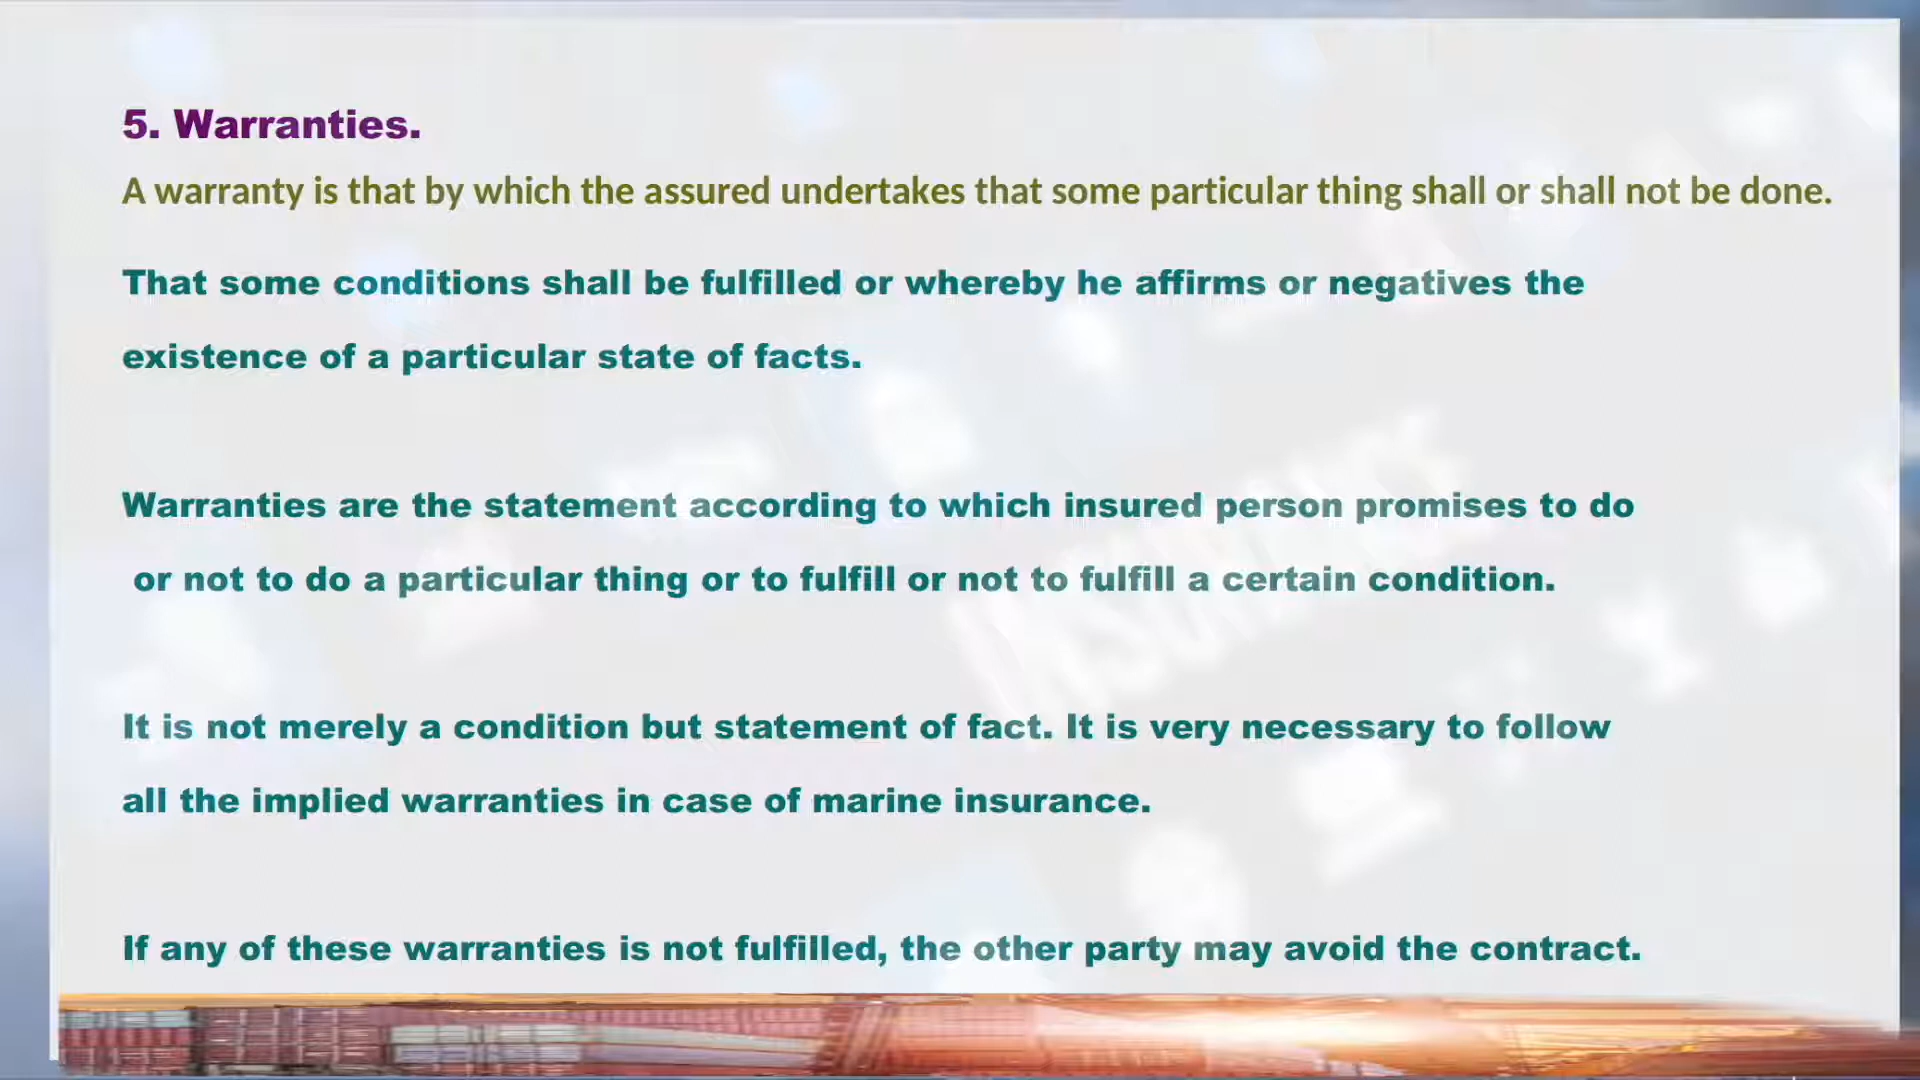 5. Warranties.
A warranty is that by which the assured undertakes that some particular thing shall or shall not be done.
That some conditions shall be fulfilled or whereby he affirms or negatives the
existence of a particular state of facts.
Warranties are the statement according to which insured person promises to do
or not to do a particular thing or to fulfill or not to fulfill a certain condition.
It is not merely a condition but statement of fact. It is very necessary to follow
all the implied warranties in case of marine insurance.
If any of these warranties is not fulfilled, the other party may avoid the contract.
INSURANCE